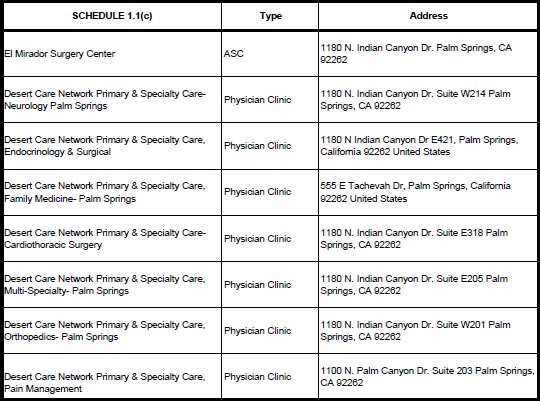 SCHEDULE 1.1(c) Type Address
El Mirador Surgery Center ASC 1180 N. Indian Canyon Dr. Palm Springs, CA
92262
Desert Care Network Primary & Specialty Care- Physician Clinic 1180 N. Indian Canyon Dr. Suite W214 Palm
Neurology Palm Springs Springs, CA 92262
Desert Care Network Primary & Specialty Care, Physician Clinic 1180 N Indian Canyon Dr E421, Palm Springs,
Endocrinology & Surgical California 92262 United States
Desert Care Network Primary & Specialty Care, Physician Clinic 555 E Tachevah Dr, Palm Springs, California
Family Medicine- Palm Springs 92262 United States
Desert Care Network Primary & Specialty Care- Physician Clinic 1180 N. Indian Canyon Dr. Suite E318 Palm
Cardiothoracic Surgery Springs, CA 92262
Desert Care Network Primary & Specialty Care, Physician Clinic 1180 N. Indian Canyon Dr. Suite E205 Palm
Multi-Specialty- Palm Springs Springs, CA 92262
Desert Care Network Primary & Specialty Care, Physician Clinic 1180 N. Indian Canyon Dr. Suite W201 Palm
Orthopedics- Palm Springs Springs, CA 92262
Desert Care Network Primary & Specialty Care, Physician Clinic 1100 N. Palm Canyon Dr. Suite 203 Palm Springs,
Pain Management CA 92262